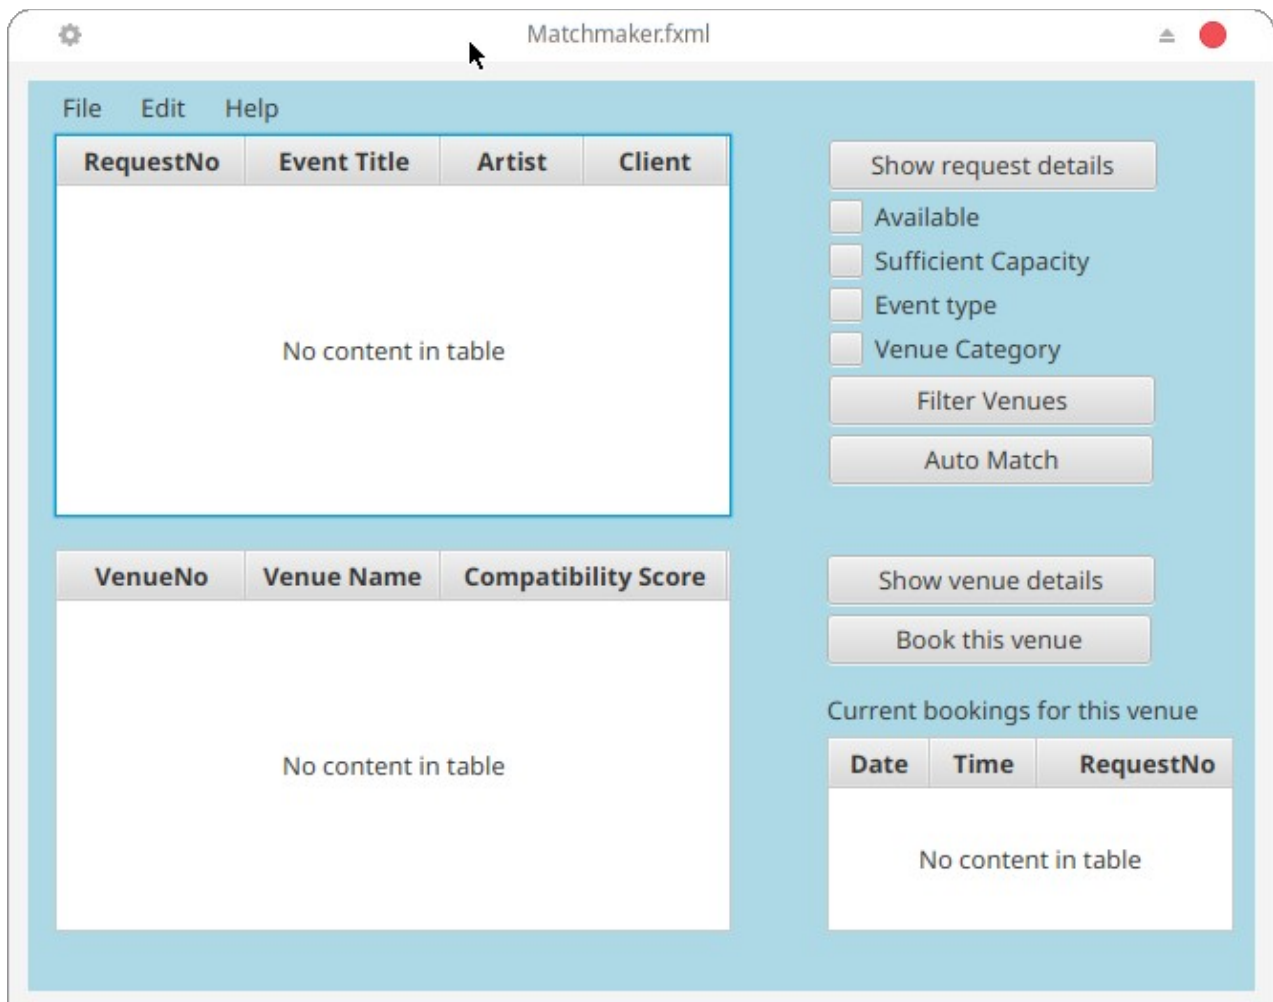 Matchmaker.fxml
File Edit Help
RequestNo Event Title Artist Client
No content in table
Show request details
Available
Sufficient Capacity
Event type
Venue Category
Filter Venues
Auto Match
VenueNo Venue Name Compatibility Score
No content in table
Show venue details
Book this venue
Current bookings for this venue
Date Time RequestNo
No content in table